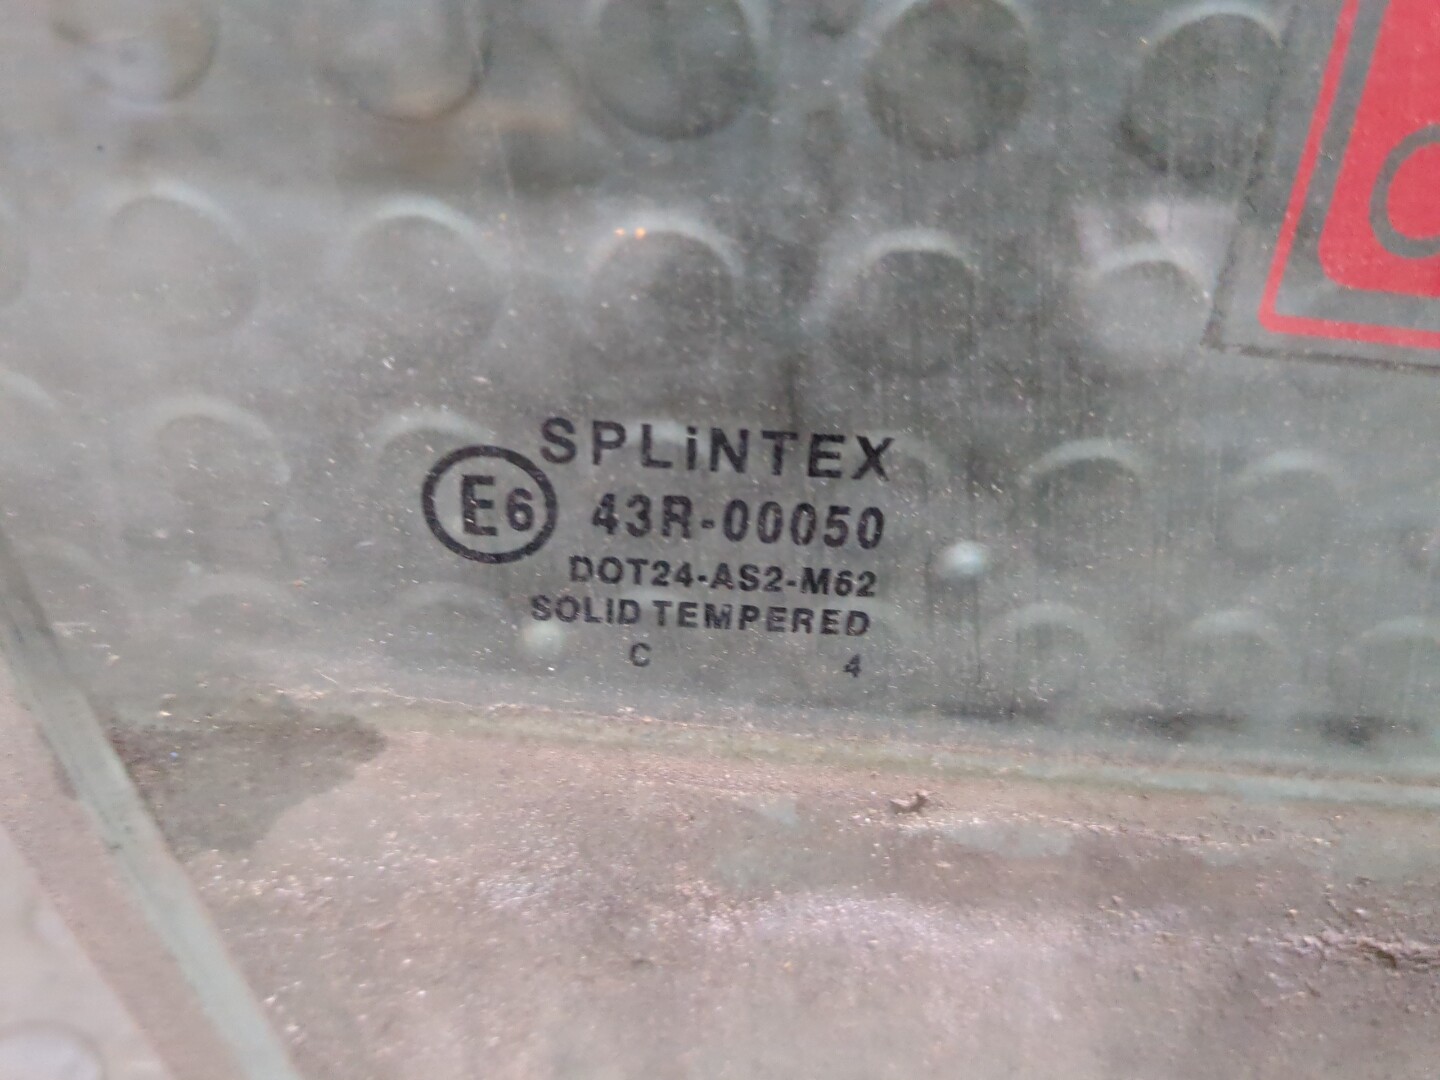 SPLiNTEX
E6 43R-00050
DOT24-AS2-M62
SOLID TEMPERED
C 4